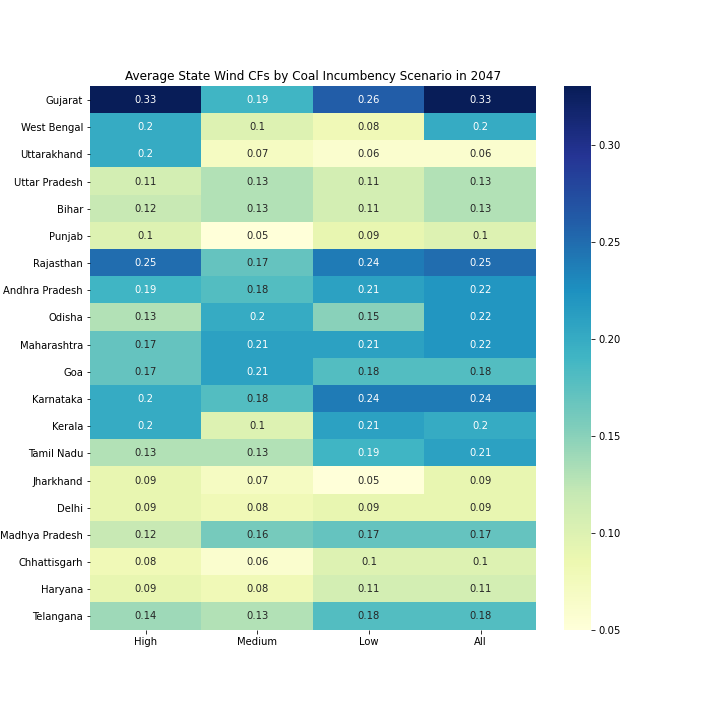 Average State Wind CFs by Coal Incumbency Scenario in 2047
Gujarat 0.33 0.19 0.26 0.33
West Bengal 0.2 0.1 0.08 0.2
Uttarakhand 0.2 0.07 0.06 0.06
Uttar Pradesh 0.11 0.13 0.11 0.13
Bihar 0.12 0.13 0.11 0.13
Punjab 0.1 0.05 0.09 0.1
Rajasthan 0.25 0.17 0.24 0.25
Andhra Pradesh 0.19 0.18 0.21 0.22
Odisha 0.13 0.2 0.15 0.22
Maharashtra 0.17 0.21 0.21 0.22
Goa 0.17 0.21 0.18 0.18
Karnataka 0.2 0.18 0.24 0.24
Kerala 0.2 0.1 0.21 0.2
Tamil Nadu 0.13 0.13 0.19 0.21
Jharkhand 0.09 0.07 0.05 0.09
Delhi 0.09 0.08 0.09 0.09
Madhya Pradesh 0.12 0.16 0.17 0.17
Chhattisgarh 0.08 0.06 0.1 0.1
Haryana 0.09 0.08 0.11 0.11
Telangana 0.14 0.13 0.18 0.18
High Medium Low All
0.30
0.25
0.20
0.15
0.10
0.05